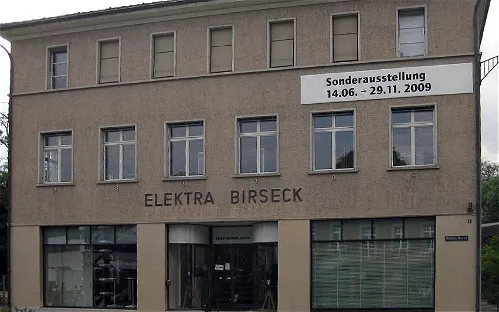 Sonderausstellung
14.06. – 29.11. 2009
ELEKTRA BIRSECK